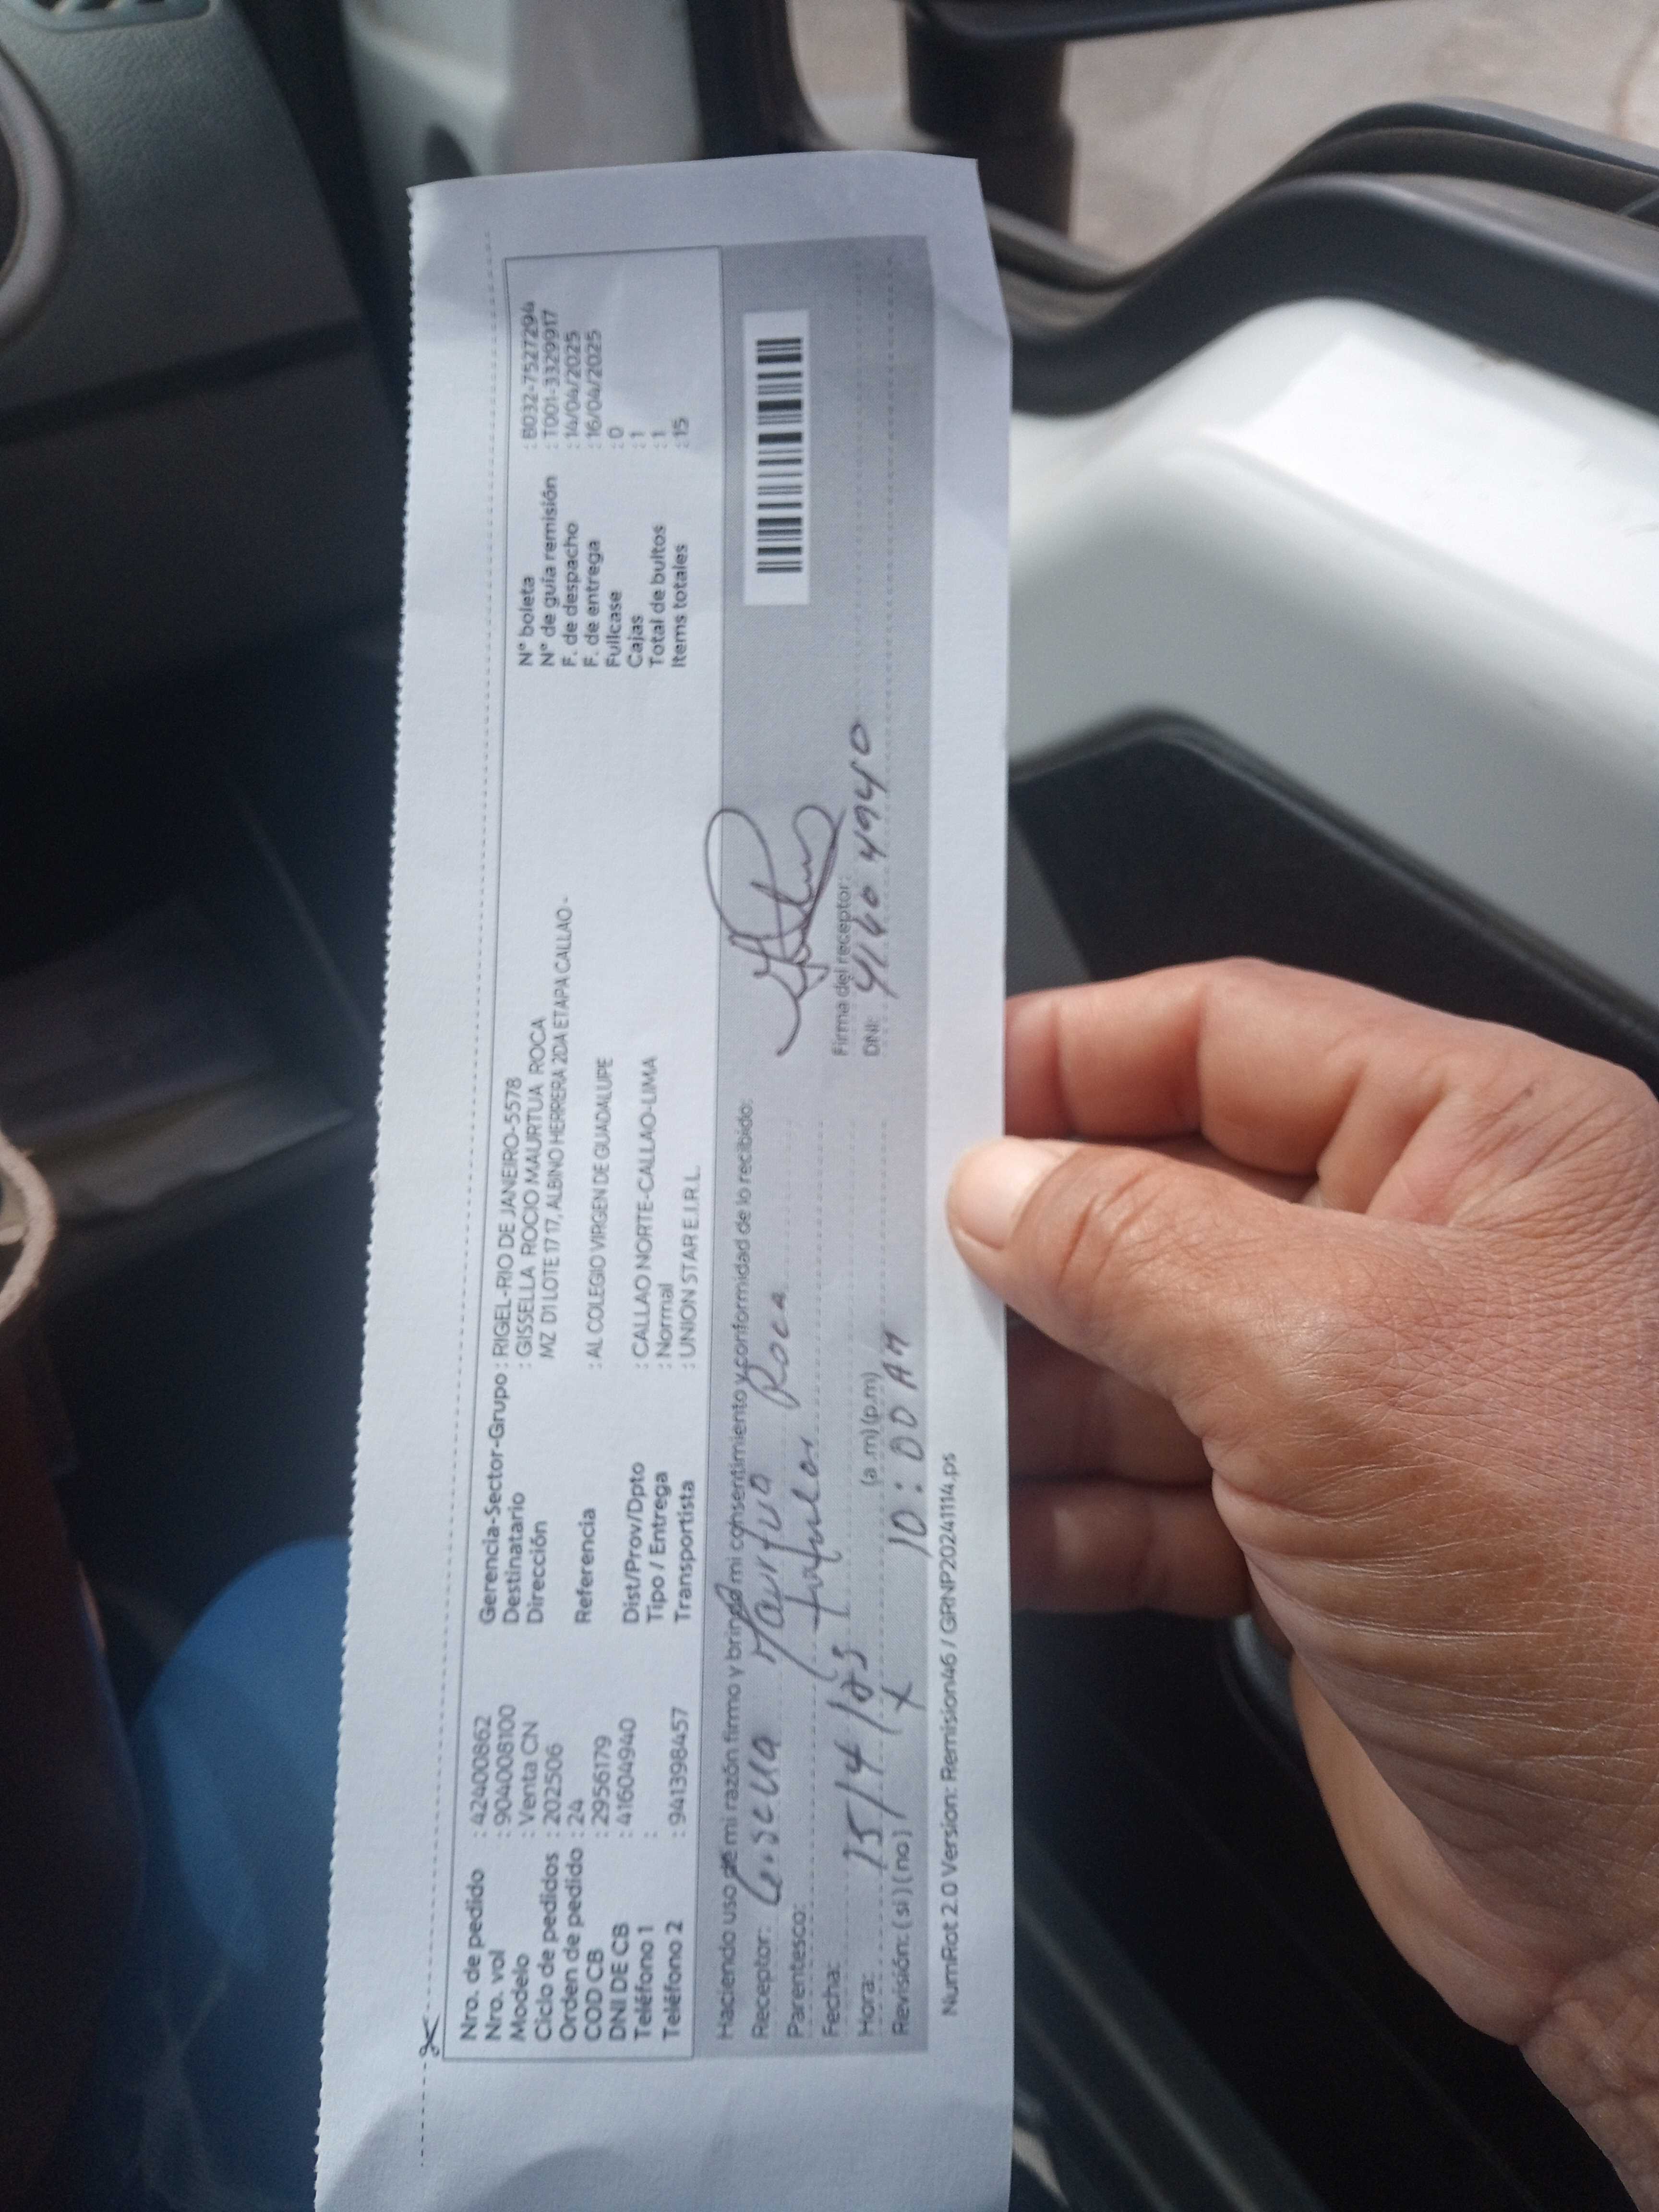 Nro. de pedido : 42400862
Nro. vol : 904008100
Modelo : Venta CN
Ciclo de pedidos : 202506
Orden de pedido : 24
COD CB : 2956179
DNI DE CB : 41604940
Teléfono 1 :
Teléfono 2 : 941398457
Gerencia-Sector-Grupo : RIGEL-RIO DE JANEIRO-5578
Destinatario : GISSELLA ROCIO MAURTUA ROCA
Dirección MZ D1 LOTE 17 17, ALBINO HERRERA 2DA ETAPA CALLAO -
Referencia : AL COLEGIO VIRGEN DE GUADALUPE
Dist/Prov/Dpto : CALLAO NORTE-CALLAO-LIMA
Tipo / Entrega : Normal
Transportista : UNION STAR E.I.R.L.
N° boleta : B032-7527294
N° de guía remisión : T001-3329917
F. de despacho : 14/04/2025
F. de entrega : 16/04/2025
Fullcase : 0
Cajas : 1
Total de bultos : 1
Items totales : 15
Haciendo uso de mi razón firmo y brindo mi consentimiento y conformidad de lo recibido:
Receptor: Maurtua Roca
Parentesco: titular
Fecha: 15/4/25
Hora: (a.m)(p.m) 10:00 AM
Revisión: (si) (no) x
Firma del receptor:
DNI: 41604940
NumRot 2.0 Version: Remision46 / GRNP20241114.ps